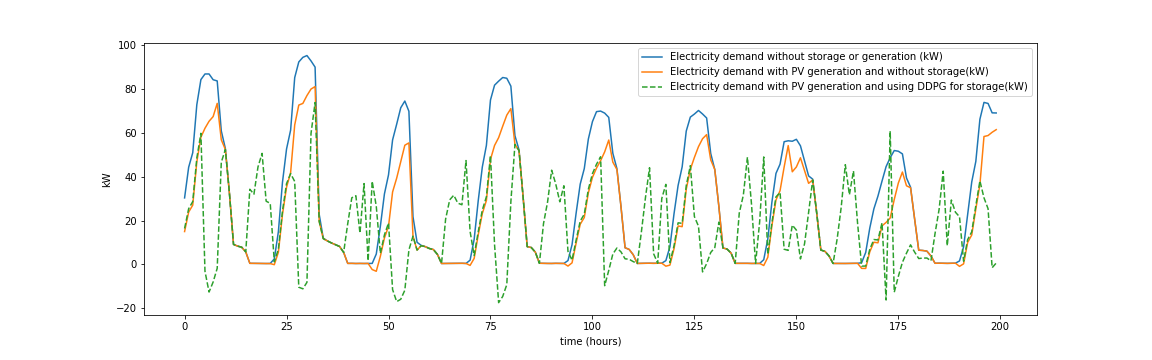 100
80
60
40
20
0
−20
kW
Electricity demand without storage or generation (kW)
Electricity demand with PV generation and without storage(kW)
Electricity demand with PV generation and using DDPG for storage(kW)
0 25 50 75 100 125 150 175 200
time (hours)